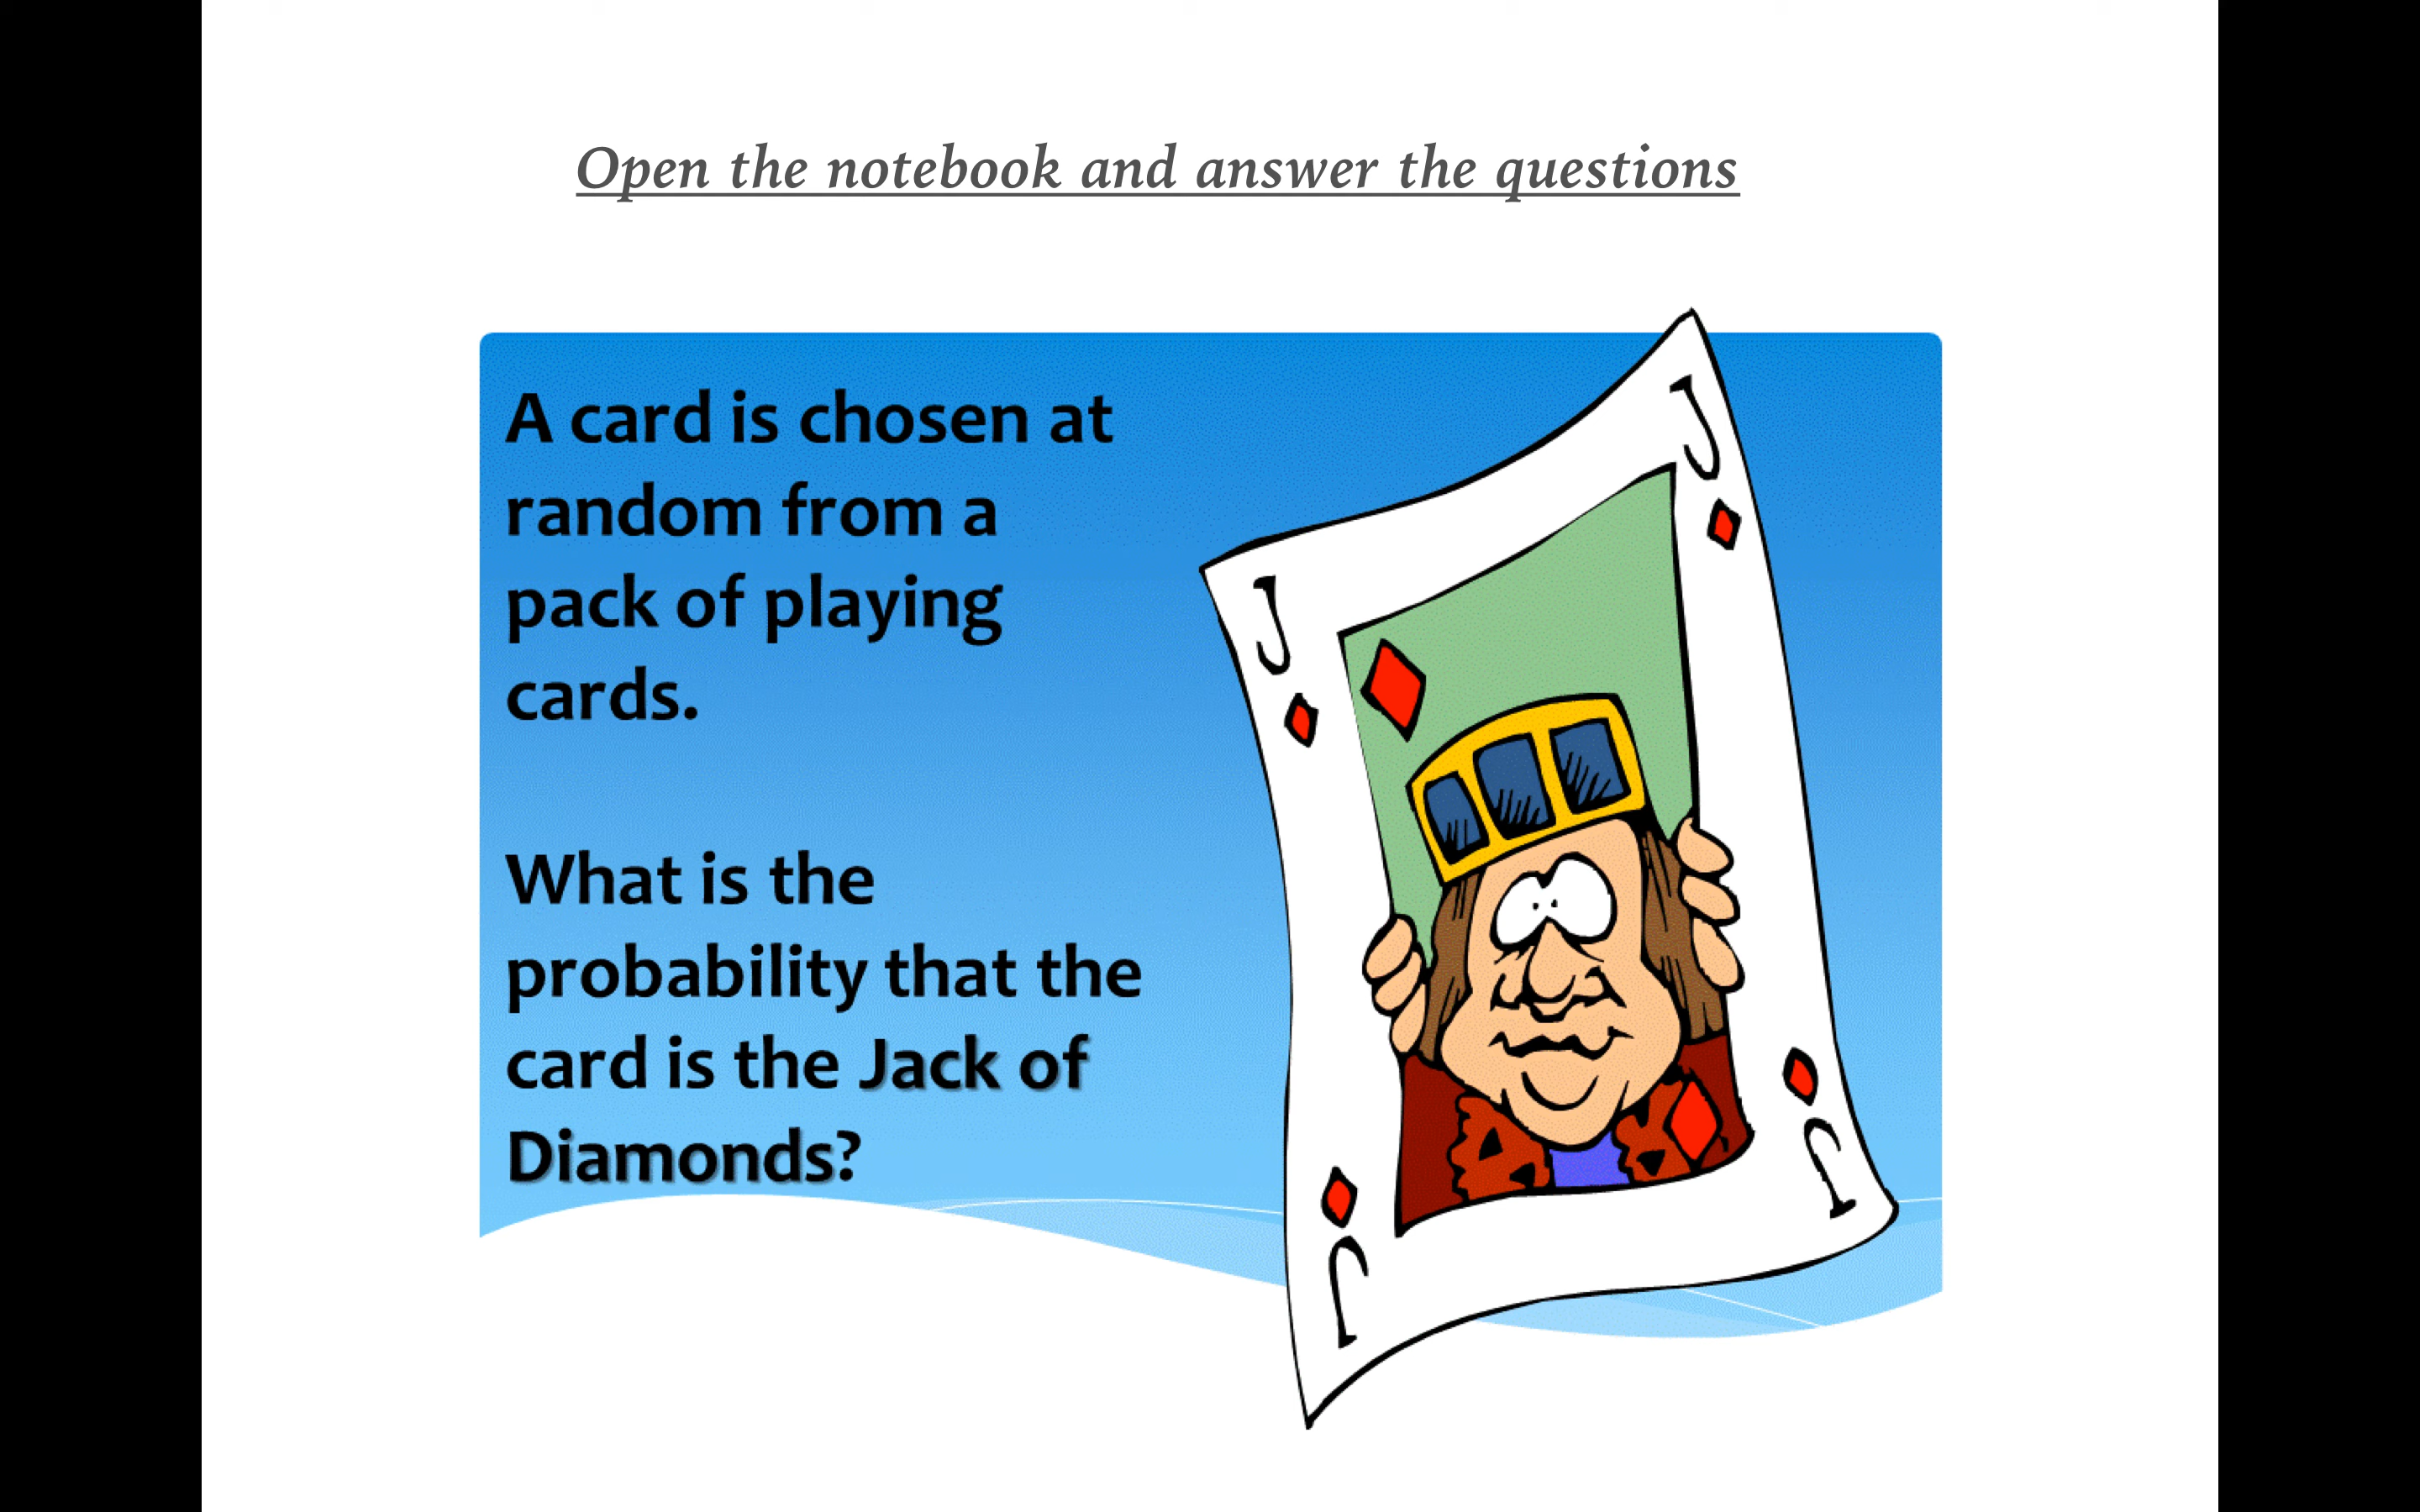 Open the notebook and answer the questions
A card is chosen at
random from a
pack of playing
cards.
What is the
probability that the
card is the Jack of
Diamonds?
J
J
J
J